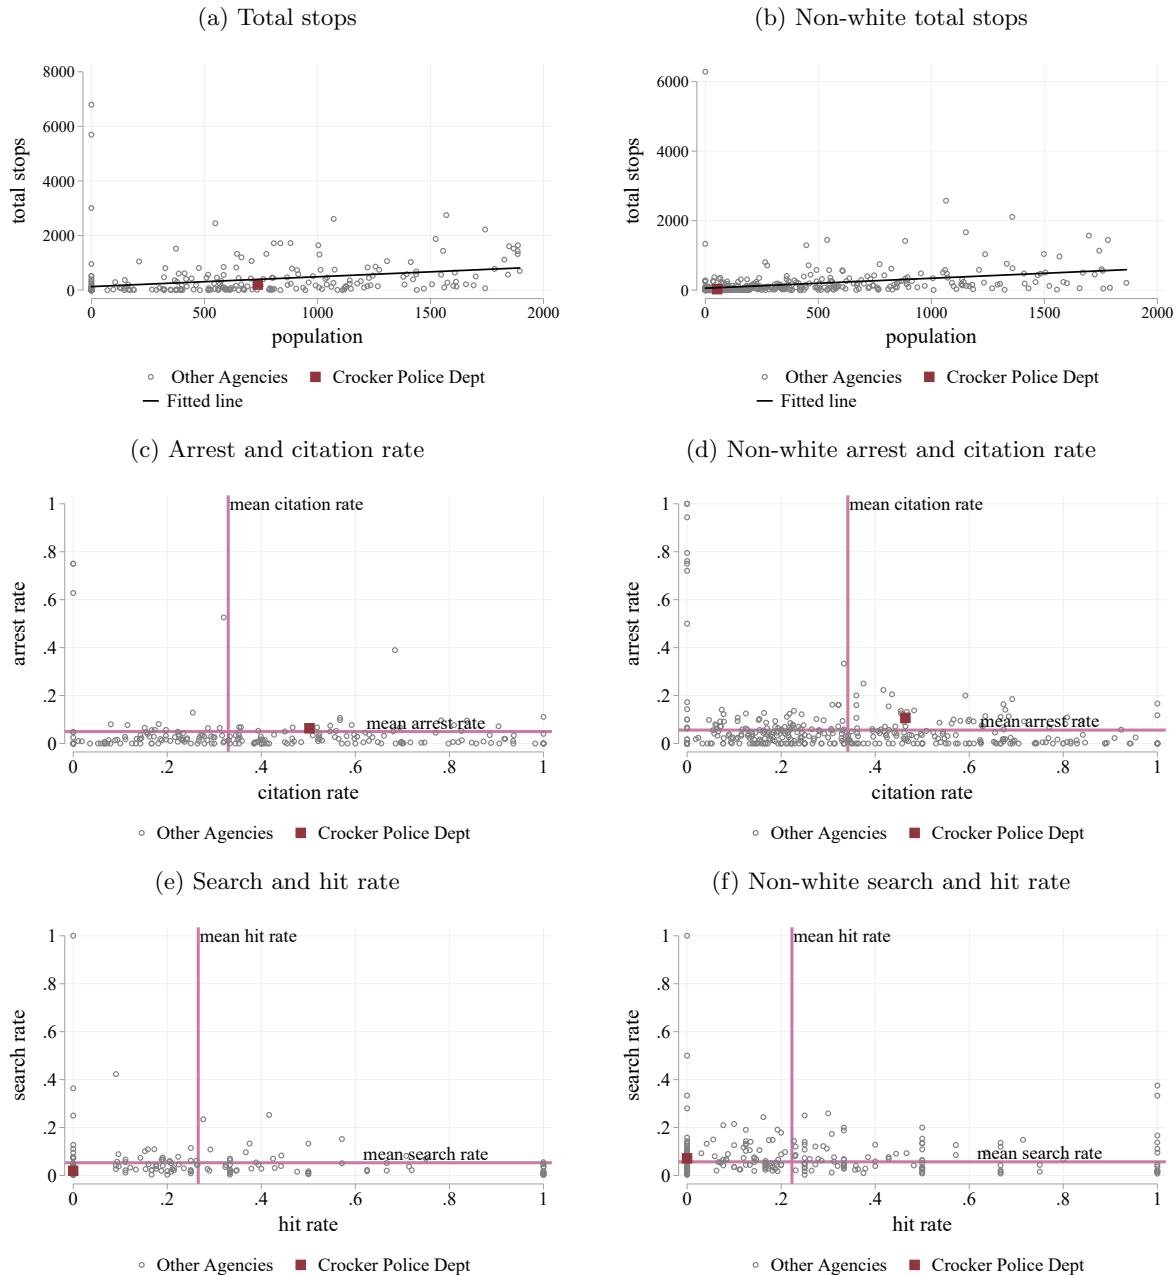 (a) Total stops
(b) Non-white total stops
total stops
8000
6000
4000
2000
0
0 500 1000 1500 2000
population
Other Agencies Crocker Police Dept
Fitted line
total stops
6000
4000
2000
0
0 500 1000 1500 2000
population
Other Agencies Crocker Police Dept
Fitted line
(c) Arrest and citation rate
(d) Non-white arrest and citation rate
arrest rate
1
.8
.6
.4
.2
0
mean citation rate
mean arrest rate
0 .2 .4 .6 .8 1
citation rate
Other Agencies Crocker Police Dept
arrest rate
1
.8
.6
.4
.2
0
mean citation rate
mean arrest rate
0 .2 .4 .6 .8 1
citation rate
Other Agencies Crocker Police Dept
(e) Search and hit rate
(f) Non-white search and hit rate
search rate
1
.8
.6
.4
.2
0
mean hit rate
mean search rate
0 .2 .4 .6 .8 1
hit rate
Other Agencies Crocker Police Dept
search rate
1
.8
.6
.4
.2
0
mean hit rate
mean search rate
0 .2 .4 .6 .8 1
hit rate
Other Agencies Crocker Police Dept